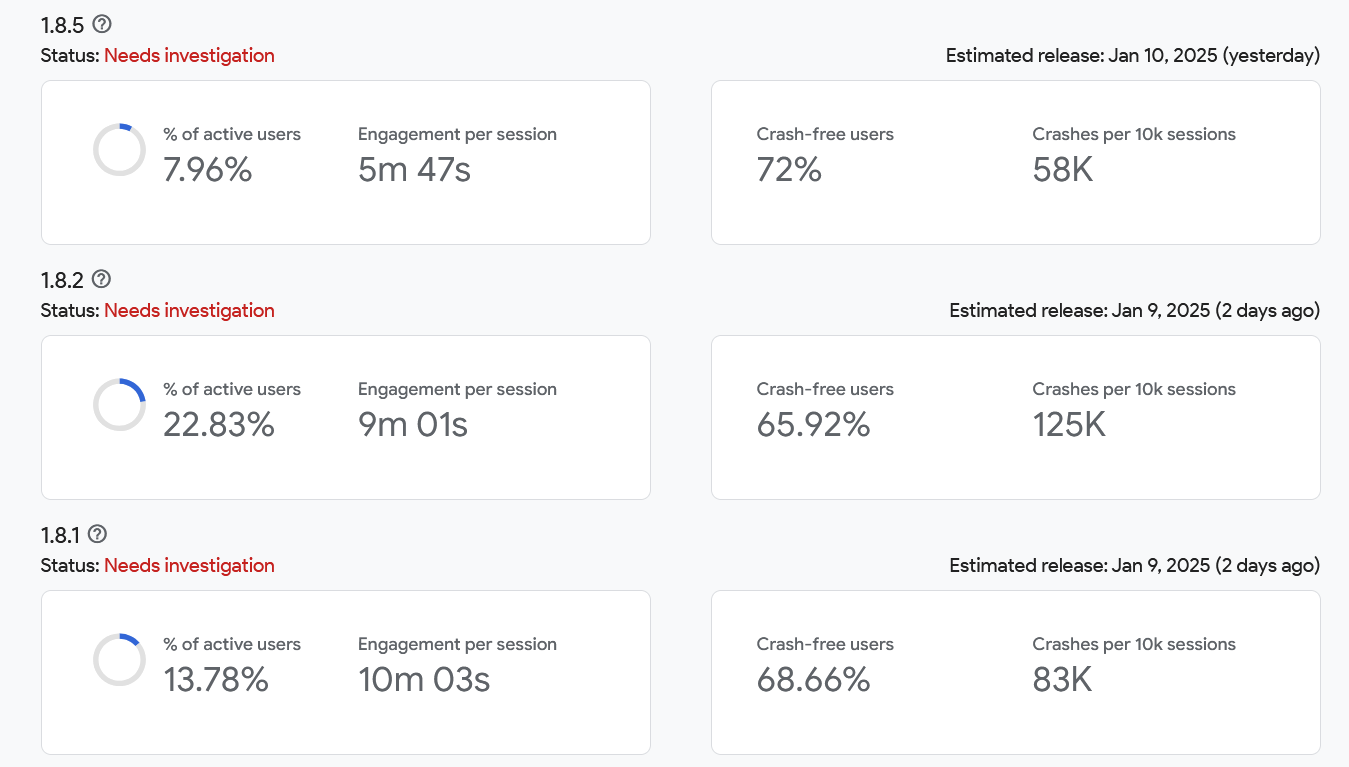 1.8.5
Status: Needs investigation Estimated release: Jan 10, 2025 (yesterday)
% of active users Engagement per session Crash-free users Crashes per 10k sessions
7.96% 5m 47s 72% 58K
1.8.2
Status: Needs investigation Estimated release: Jan 9, 2025 (2 days ago)
% of active users Engagement per session Crash-free users Crashes per 10k sessions
22.83% 9m 01s 65.92% 125K
1.8.1
Status: Needs investigation Estimated release: Jan 9, 2025 (2 days ago)
% of active users Engagement per session Crash-free users Crashes per 10k sessions
13.78% 10m 03s 68.66% 83K